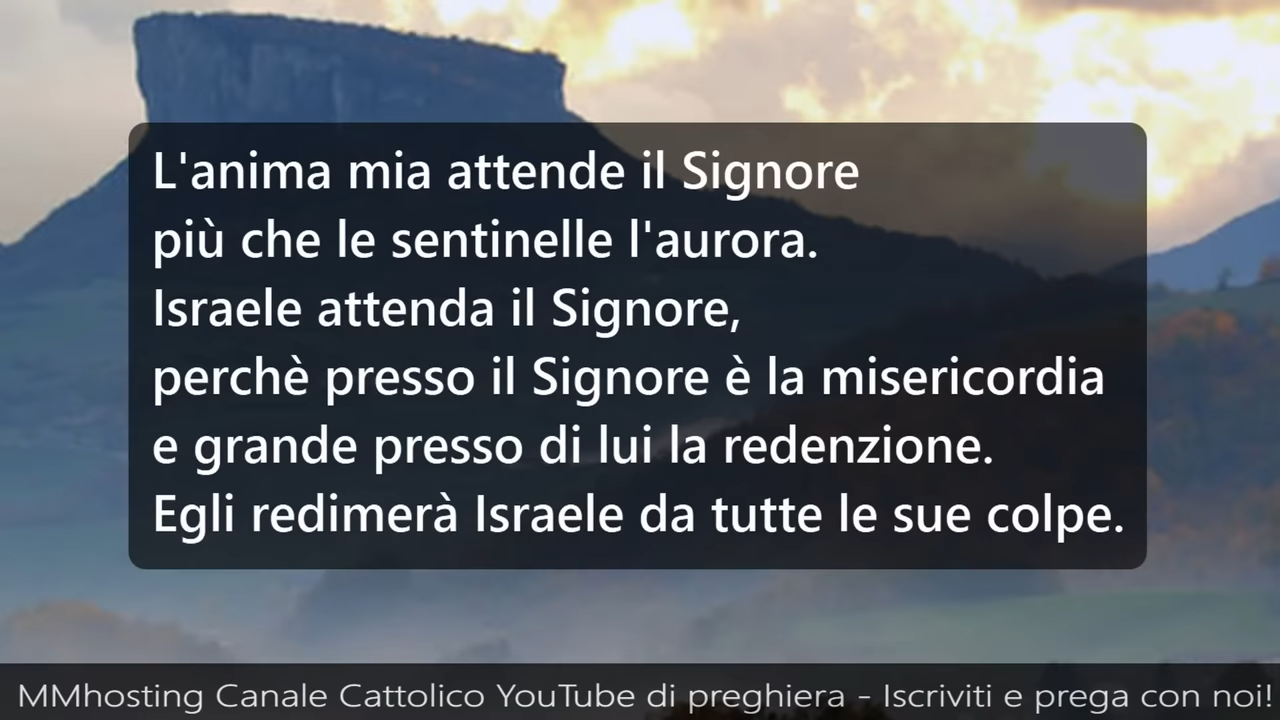 L'anima mia attende il Signore
più che le sentinelle l'aurora.
Israele attenda il Signore,
perchè presso il Signore è la misericordia
e grande presso di lui la redenzione.
Egli redimerà Israele da tutte le sue colpe.
MMhosting Canale Cattolico YouTube di preghiera - Iscriviti e prega con noi!